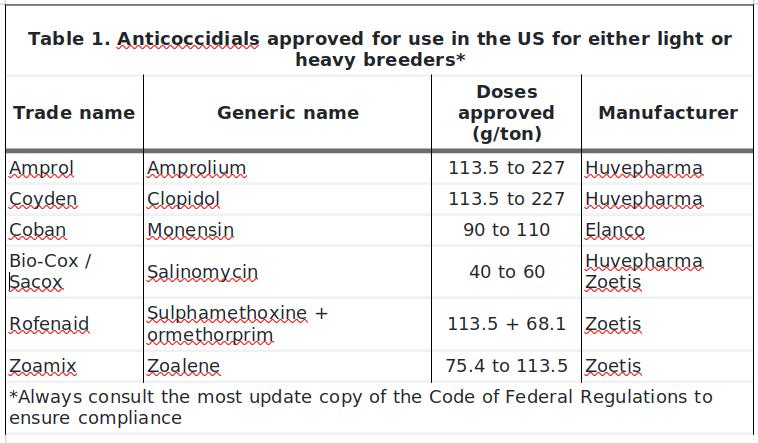 Table 1. Anticoccidials approved for use in the US for either light or
heavy breeders*
Trade name Generic name Doses approved (g/ton) Manufacturer
Amprol Amprolium 113.5 to 227 Huvepharma
Coyden Clopidol 113.5 to 227 Huvepharma
Coban Monensin 90 to 110 Elanco
Bio-Cox / Sacox Salinomycin 40 to 60 Huvepharma Zoetis
Rofenaid Sulphamethoxine + ormethorprim 113.5 + 68.1 Zoetis
Zoamix Zoalene 75.4 to 113.5 Zoetis
*Always consult the most update copy of the Code of Federal Regulations to
ensure compliance